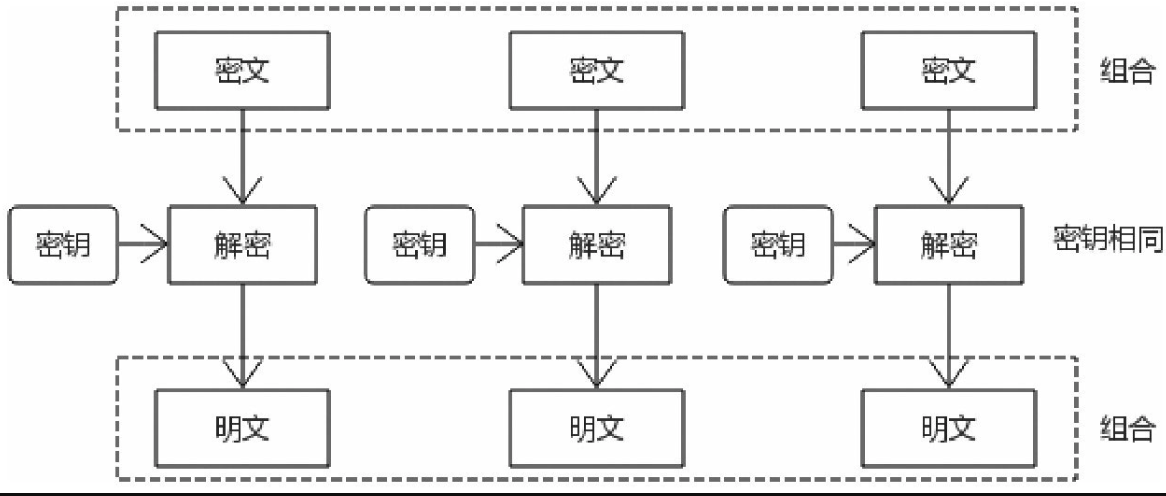 密文 密文 密文 组合
密钥 解密 密钥 解密 密钥 解密 密钥相同
明文 明文 明文 组合